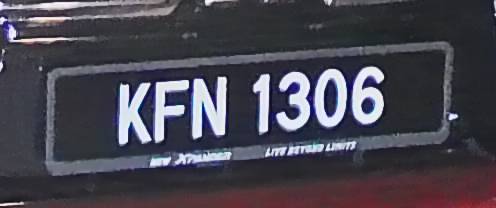 KFN 1306
NEW XPANDER LIVE BEYOND LIMITS